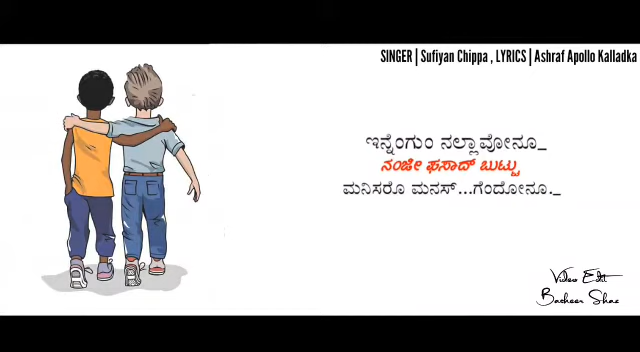 SINGER | Sufiyan Chippa , LYRICS | Ashraf Apollo Kalladka
ಇನ್ನೆಂಗುಂ ನಲ್ಲಾವೋನೂ_
ನಂಜೀ ಫಸಾದ್ ಬುಟ್ಟು
ಮನಿಸರೊ ಮನಸ್...ಗೆಂದೋನೂ._
Video Edit
Basheer Shaz